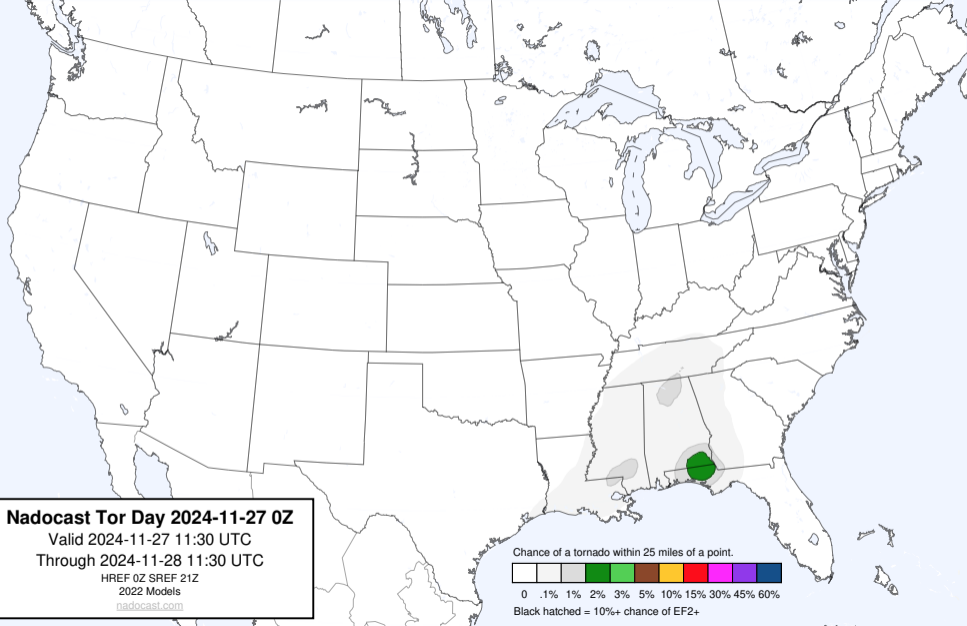 Nadocast Tor Day 2024-11-27 0Z
Valid 2024-11-27 11:30 UTC
Through 2024-11-28 11:30 UTC
HREF 0Z SREF 21Z
2022 Models
nadocast.com
Chance of a tornado within 25 miles of a point.
0 .1% 1% 2% 3% 5% 10% 15% 30% 45% 60%
Black hatched = 10%+ chance of EF2+